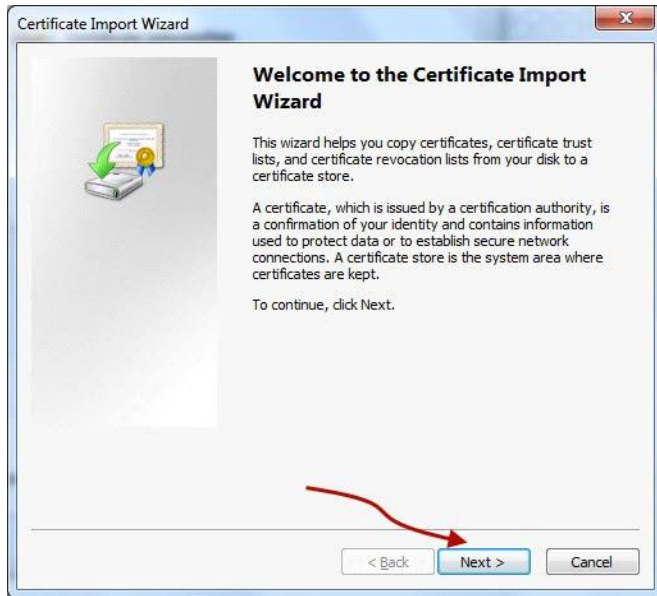 Certificate Import Wizard
Welcome to the Certificate Import
Wizard
This wizard helps you copy certificates, certificate trust
lists, and certificate revocation lists from your disk to a
certificate store.
A certificate, which is issued by a certification authority, is
a confirmation of your identity and contains information
used to protect data or to establish secure network
connections. A certificate store is the system area where
certificates are kept.
To continue, click Next.
< Back Next > Cancel